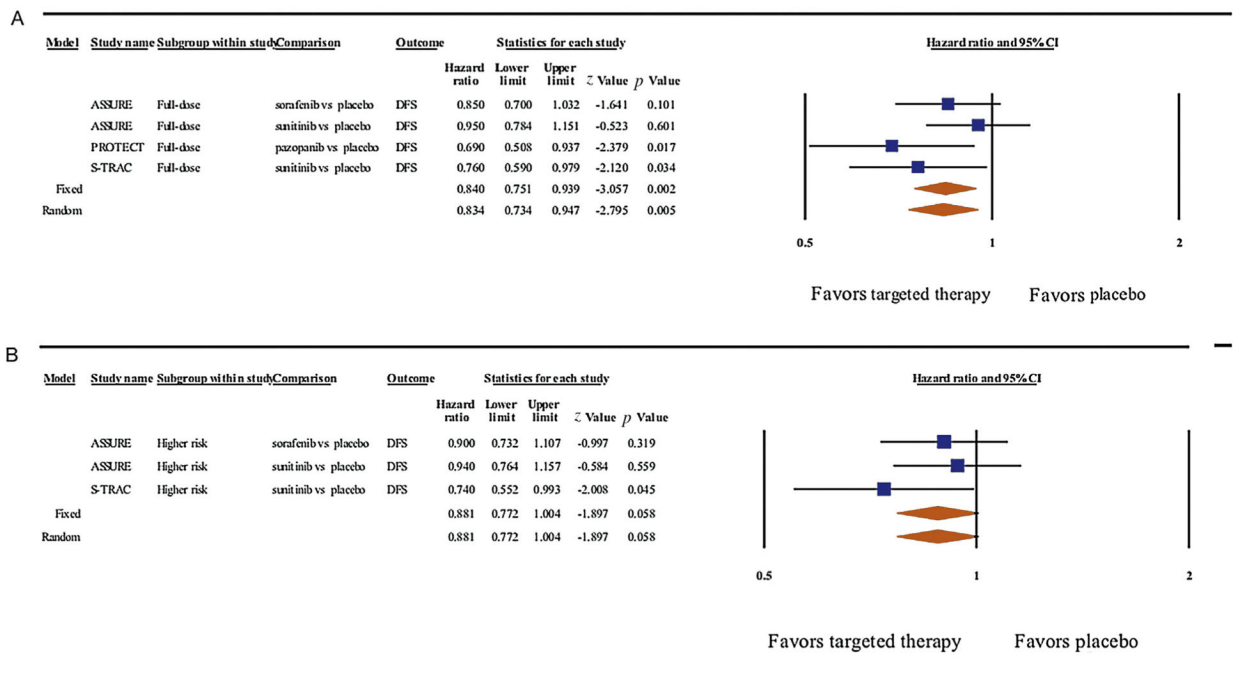 A
Model Study name Subgroup within study Comparison Outcome Statistics for each study Hazard ratio and 95% CI
Hazard ratio Lower limit Upper limit z Value p Value
ASSURE Full-dose sorafenib vs placebo DFS 0.850 0.700 1.032 -1.641 0.101
ASSURE Full-dose sunitinib vs placebo DFS 0.950 0.784 1.151 -0.523 0.601
PROTECT Full-dose pazopanib vs placebo DFS 0.690 0.508 0.937 -2.379 0.017
S-TRAC Full-dose sunitinib vs placebo DFS 0.760 0.590 0.979 -2.120 0.034
Fixed 0.840 0.751 0.939 -3.057 0.002
Random 0.834 0.734 0.947 -2.795 0.005
0.5 1 2
Favors targeted therapy Favors placebo
B
Model Study name Subgroup within study Comparison Outcome Statistics for each study Hazard ratio and 95% CI
Hazard ratio Lower limit Upper limit z Value p Value
ASSURE Higher risk sorafenib vs placebo DFS 0.900 0.732 1.107 -0.997 0.319
ASSURE Higher risk sunitinib vs placebo DFS 0.940 0.764 1.157 -0.584 0.559
S-TRAC Higher risk sunitinib vs placebo DFS 0.740 0.552 0.993 -2.008 0.045
Fixed 0.881 0.772 1.004 -1.897 0.058
Random 0.881 0.772 1.004 -1.897 0.058
0.5 1 2
Favors targeted therapy Favors placebo